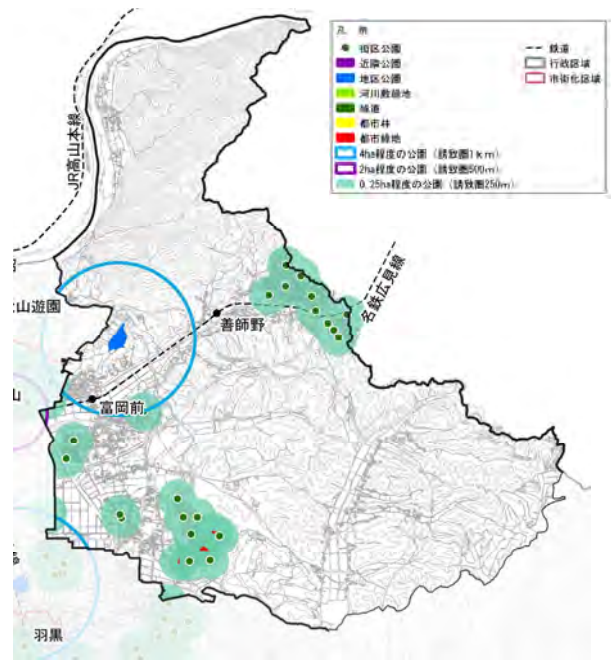 凡 例
街区公園
近隣公園
地区公園
河川敷緑地
緑道
都市林
都市緑地
4ha程度の公園（誘致圏1km）
2ha程度の公園（誘致圏500m）
0.25ha程度の公園（誘致圏250m）
鉄道
行政区域
市街化区域
JR高山本線
名鉄広見線
山遊園
善師野
富岡前
山
羽黒